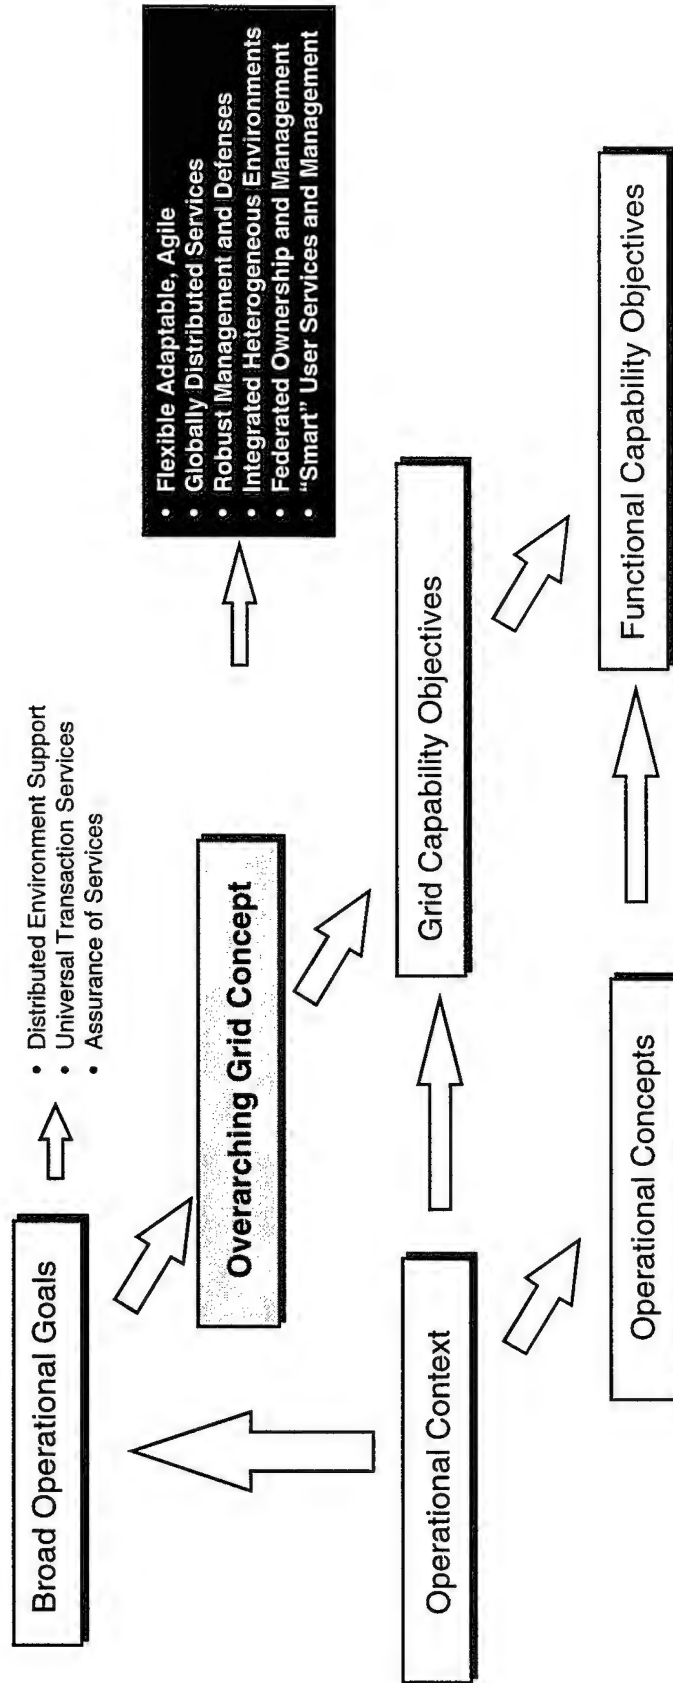 Broad Operational Goals
• Distributed Environment Support
• Universal Transaction Services
• Assurance of Services
Overarching Grid Concept
• Flexible Adaptable, Agile
• Globally Distributed Services
• Robust Management and Defenses
• Integrated Heterogeneous Environments
• Federated Ownership and Management
• “Smart” User Services and Management
Operational Context
Grid Capability Objectives
Operational Concepts
Functional Capability Objectives